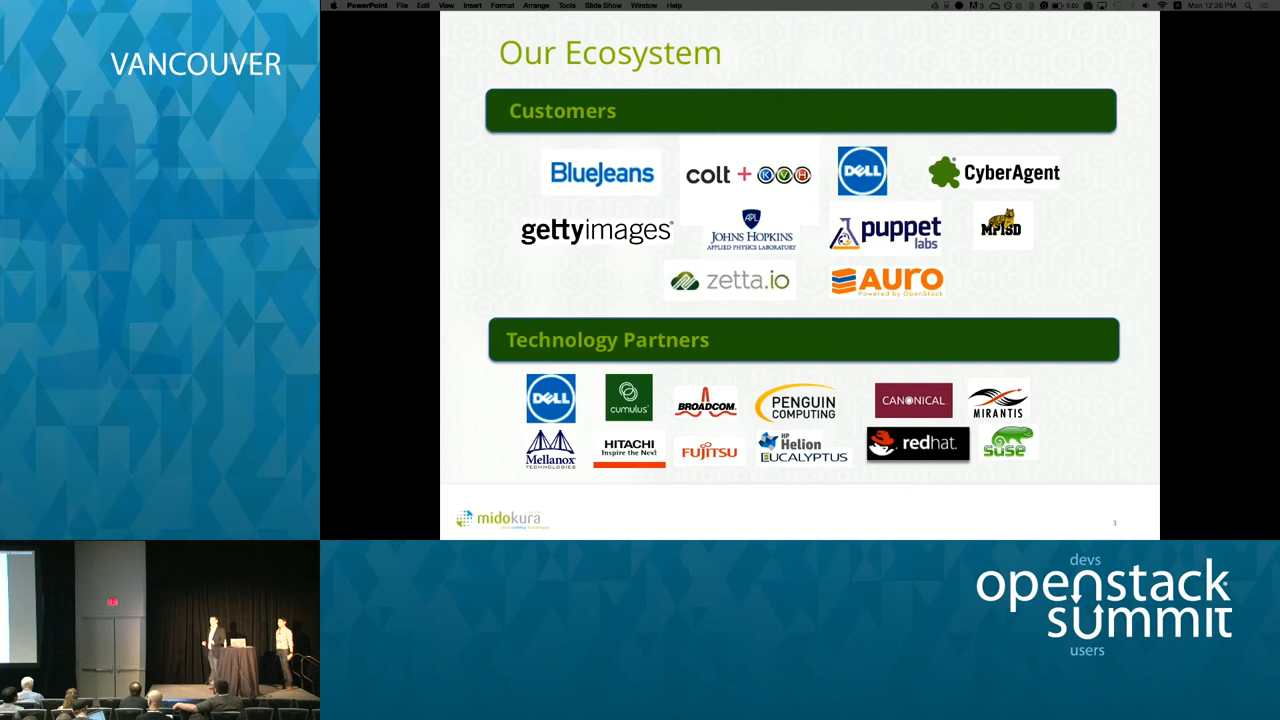 PowerPoint File Edit View Insert Format Arrange Tools Slide Show Window Help
Mon 12:26 PM
VANCOUVER
Our Ecosystem
Customers
BlueJeans colt + KVH DELL CyberAgent
gettyimages® APL JOHNS HOPKINS APPLIED PHYSICS LABORATORY puppet labs MPISD
zetta.io AURO Powered by OpenStack
Technology Partners
DELL cumulus BROADCOM. PENGUIN COMPUTING CANONICAL MIRANTIS
Mellanox TECHNOLOGIES HITACHI Inspire the Next FUJITSU HP Helion EUCALYPTUS redhat. SUSE
midokura
3
devs
openstack
summit
users